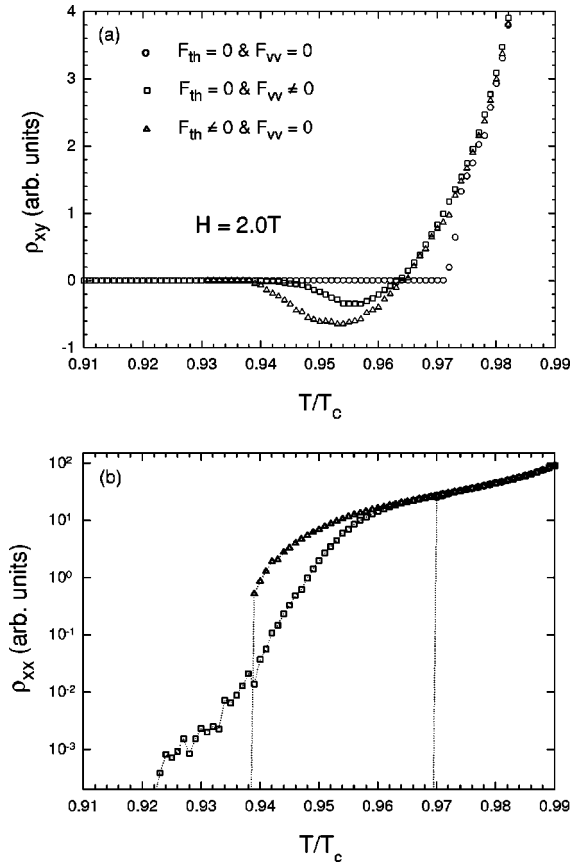 (a)
F_th = 0 & F_vv = 0
F_th = 0 & F_vv ≠ 0
F_th ≠ 0 & F_vv = 0
H = 2.0T
ρ_xy (arb. units)
4
3
2
1
0
-1
0.91 0.92 0.93 0.94 0.95 0.96 0.97 0.98 0.99
T/T_c
(b)
ρ_xx (arb. units)
10^2
10^1
10^0
10^-1
10^-2
10^-3
0.91 0.92 0.93 0.94 0.95 0.96 0.97 0.98 0.99
T/T_c